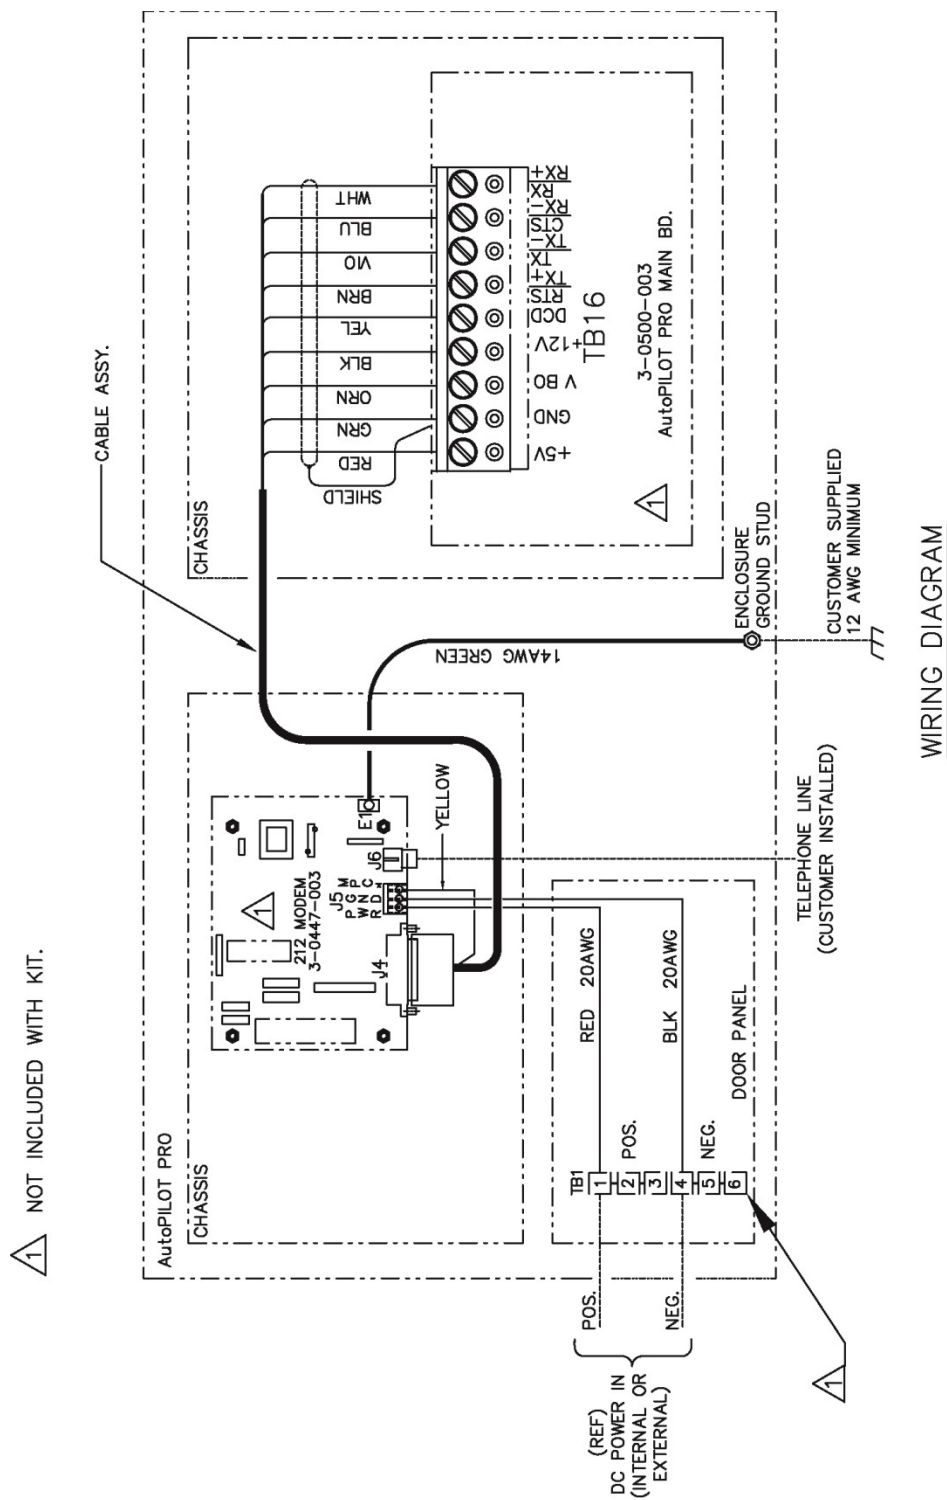 1 NOT INCLUDED WITH KIT.
AutoPILOT PRO
CHASSIS
212 MODEM
3-0447-003
1
J4
J5
P G M
W N P
R D C
*
J6
E1
YELLOW
CABLE ASSY.
CHASSIS
SHIELD
RED
GRN
ORN
BLK
YEL
BRN
VIO
BLU
WHT
+5V
GND
V BO
+12V
DCD
RTS
TX+
TX
TX-
CTS
RX-
RX
RX+
TB16
3-0500-003
AutoPILOT PRO MAIN BD.
1
14AWG GREEN
ENCLOSURE
GROUND STUD
CUSTOMER SUPPLIED
12 AWG MINIMUM
TELEPHONE LINE
(CUSTOMER INSTALLED)
RED 20AWG
BLK 20AWG
DOOR PANEL
TB1
1
2
3
4
5
6
POS.
NEG.
POS.
NEG.
(REF)
DC POWER IN
(INTERNAL OR
EXTERNAL)
1
WIRING DIAGRAM